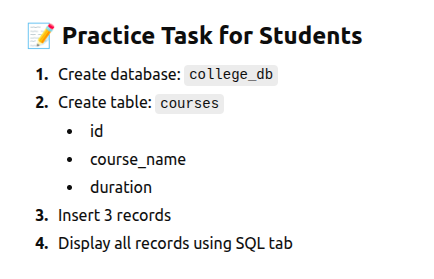 📝 Practice Task for Students
1. Create database: college_db
2. Create table: courses
• id
• course_name
• duration
3. Insert 3 records
4. Display all records using SQL tab